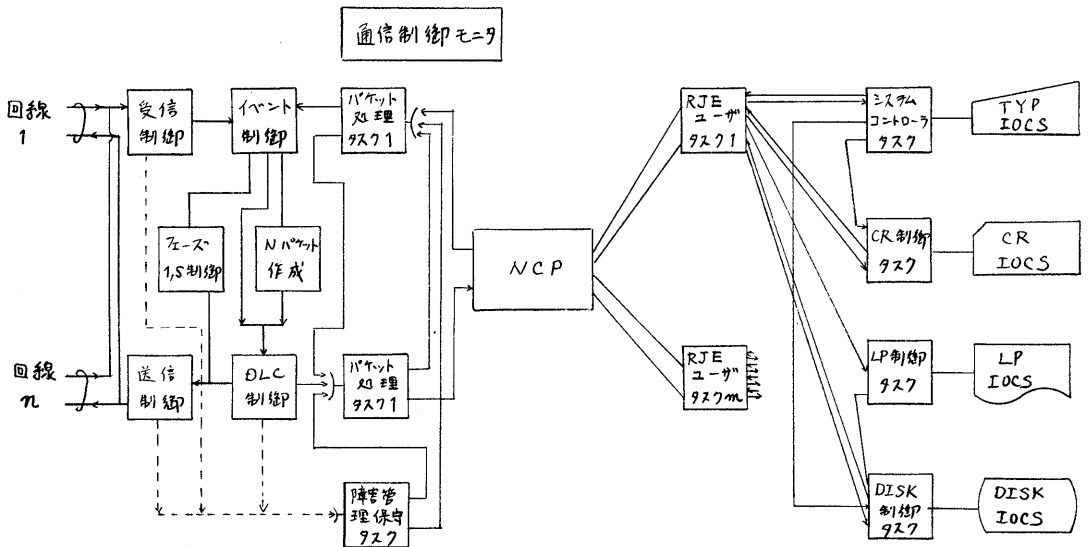 通信制御モニタ
回線
1
受信
制御
イベント
制御
パケット
処理
タスク1
フェーズ
1,5制御
Nパケット
作成
回線
n
送信
制御
DLC
制御
パケット
処理
タスク1
障害管
理保守
タスク
NCP
RJE
ユーザ
タスク1
RJE
ユーザ
タスクm
システム
コントローラ
タスク
TYP
IOCS
CR制御
タスク
CR
IOCS
LP制御
タスク
LP
IOCS
DISK
制御
タスク
DISK
IOCS